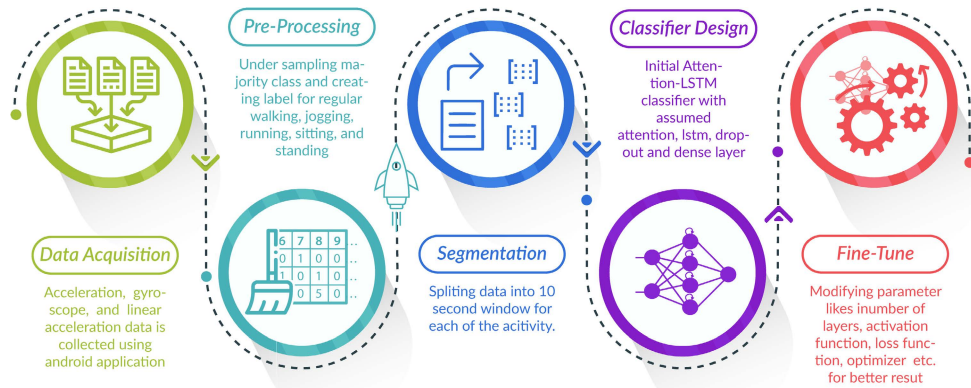 Data Acquisition
Acceleration, gyro-
scope, and linear
acceleration data is
collected using
android application
Pre-Processing
Under sampling ma-
jority class and creat-
ing label for regular
walking, jogging,
running, sitting, and
standing
6 7 8 9 ..
0 1 0 0 ..
1 0 1 0 ..
0 5 0 ..
Segmentation
Spliting data into 10
second window for
each of the acitivity.
Classifier Design
Initial Atten-
tion-LSTM
classifier with
assumed
attention, lstm, drop-
out and dense layer
Fine-Tune
Modifying parameter
likes inumber of
layers, activation
function, loss func-
tion, optimizer etc.
for better resut